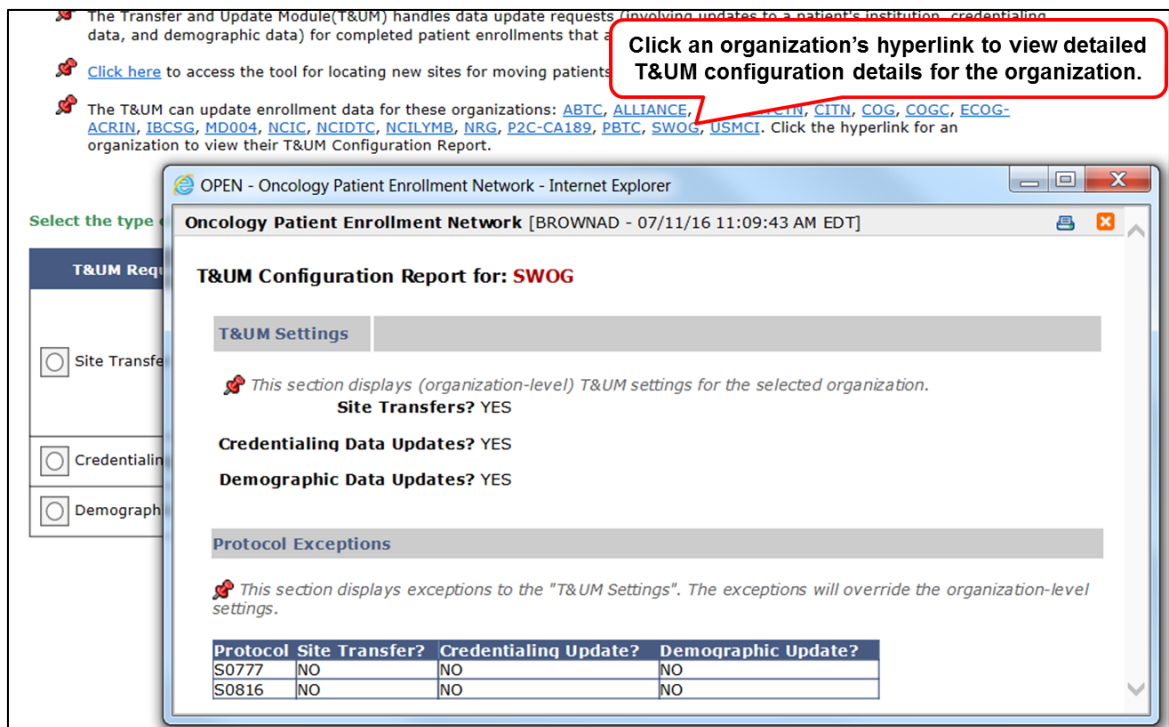 The Transfer and Update Module(T&UM) handles data update requests (involving updates to a patient's institution, credentialing
data, and demographic data) for completed patient enrollments that
Click an organization's hyperlink to view detailed
T&UM configuration details for the organization.
Click here to access the tool for locating new sites for moving patients
The T&UM can update enrollment data for these organizations: ABTC, ALLIANCE, CITN, COG, COGC, ECOG-
ACRIN, IBCSG, MD004, NCIC, NCIDTC, NCILYMB, NRG, P2C-CA189, PBTC, SWOG, USMCI. Click the hyperlink for an
organization to view their T&UM Configuration Report.
OPEN - Oncology Patient Enrollment Network - Internet Explorer
Select the type
Oncology Patient Enrollment Network [BROWNAD - 07/11/16 11:09:43 AM EDT]
T&UM Requ
T&UM Configuration Report for: SWOG
T&UM Settings
Site Transfe
This section displays (organization-level) T&UM settings for the selected organization.
Site Transfers? YES
Credentialin
Credentialing Data Updates? YES
Demographic Data Updates? YES
Demograph
Protocol Exceptions
This section displays exceptions to the "T&UM Settings". The exceptions will override the organization-level
settings.
Protocol Site Transfer? Credentialing Update? Demographic Update?
S0777 NO NO NO
S0816 NO NO NO